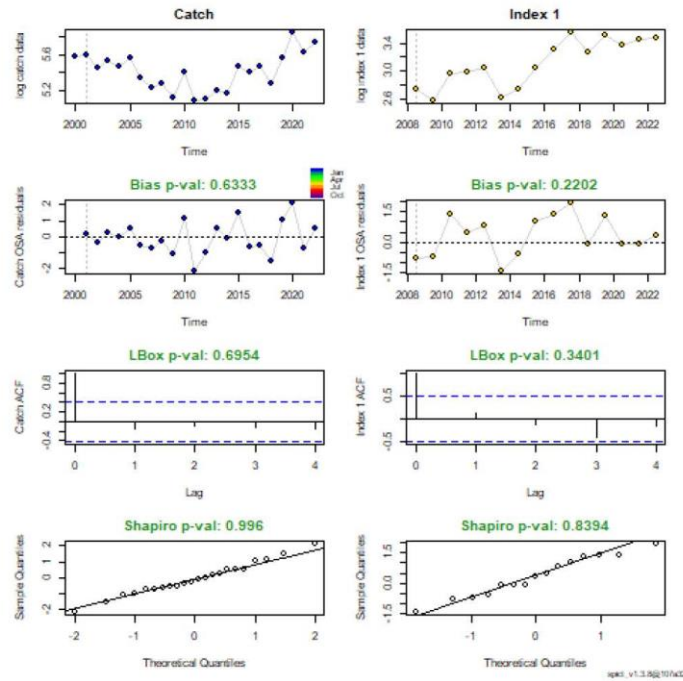 Catch
log catch data
5.2 5.6
2000 2005 2010 2015 2020
Time
Index 1
log index 1 data
2.6 3.0 3.4
2008 2010 2012 2014 2016 2018 2020 2022
Time
Bias p-val: 0.6333
Jan
Apr
Jul
Oct
Catch OSA residuals
-2 0 1 2
2000 2005 2010 2015 2020
Time
Bias p-val: 0.2202
Index 1 OSA residuals
-1.5 0.0 1.5
2008 2010 2012 2014 2016 2018 2020 2022
Time
LBox p-val: 0.6954
Catch ACF
-0.4 0.2 0.8
0 1 2 3 4
Lag
LBox p-val: 0.3401
Index 1 ACF
-0.5 0.5
0 1 2 3 4
Lag
Shapiro p-val: 0.996
Sample Quantiles
-2 0 1 2
-2 -1 0 1 2
Theoretical Quantiles
Shapiro p-val: 0.8394
Sample Quantiles
-1.5 0.0 1.5
-1 0 1
Theoretical Quantiles